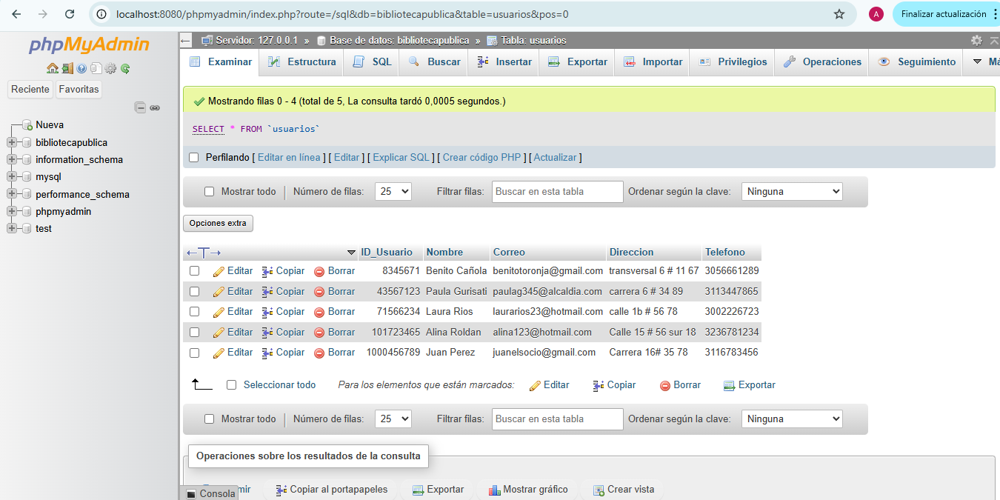 localhost:8080/phpmyadmin/index.php?route=/sql&db=bibliotecapublica&table=usuarios&pos=0
A
Finalizar actualización
phpMyAdmin
Reciente Favoritas
Nueva
bibliotecapublica
information_schema
mysql
performance_schema
phpmyadmin
test
Servidor: 127.0.0.1 » Base de datos: bibliotecapublica » Tabla: usuarios
Examinar Estructura SQL Buscar Insertar Exportar Importar Privilegios Operaciones Seguimiento Má
Mostrando filas 0 - 4 (total de 5, La consulta tardó 0,0005 segundos.)
SELECT * FROM `usuarios`
Perfilando [ Editar en línea ] [ Editar ] [ Explicar SQL ] [ Crear código PHP ] [ Actualizar ]
Mostrar todo Número de filas: 25 Filtrar filas: Buscar en esta tabla Ordenar según la clave: Ninguna
Opciones extra
ID_Usuario Nombre Correo Direccion Telefono
Editar Copiar Borrar 8345671 Benito Cañola benitotoronja@gmail.com transversal 6 # 11 67 3056661289
Editar Copiar Borrar 43567123 Paula Gurisati paulag345@alcaldia.com carrera 6 # 34 89 3113447865
Editar Copiar Borrar 71566234 Laura Rios laurarios23@hotmail.com calle 1b # 56 78 3002226723
Editar Copiar Borrar 101723465 Alina Roldan alina123@hotmail.com Calle 15 # 56 sur 18 3236781234
Editar Copiar Borrar 1000456789 Juan Perez juanelsocio@gmail.com Carrera 16# 35 78 3116783456
Seleccionar todo Para los elementos que están marcados: Editar Copiar Borrar Exportar
Mostrar todo Número de filas: 25 Filtrar filas: Buscar en esta tabla Ordenar según la clave: Ninguna
Operaciones sobre los resultados de la consulta
Consola mir Copiar al portapapeles Exportar Mostrar gráfico Crear vista